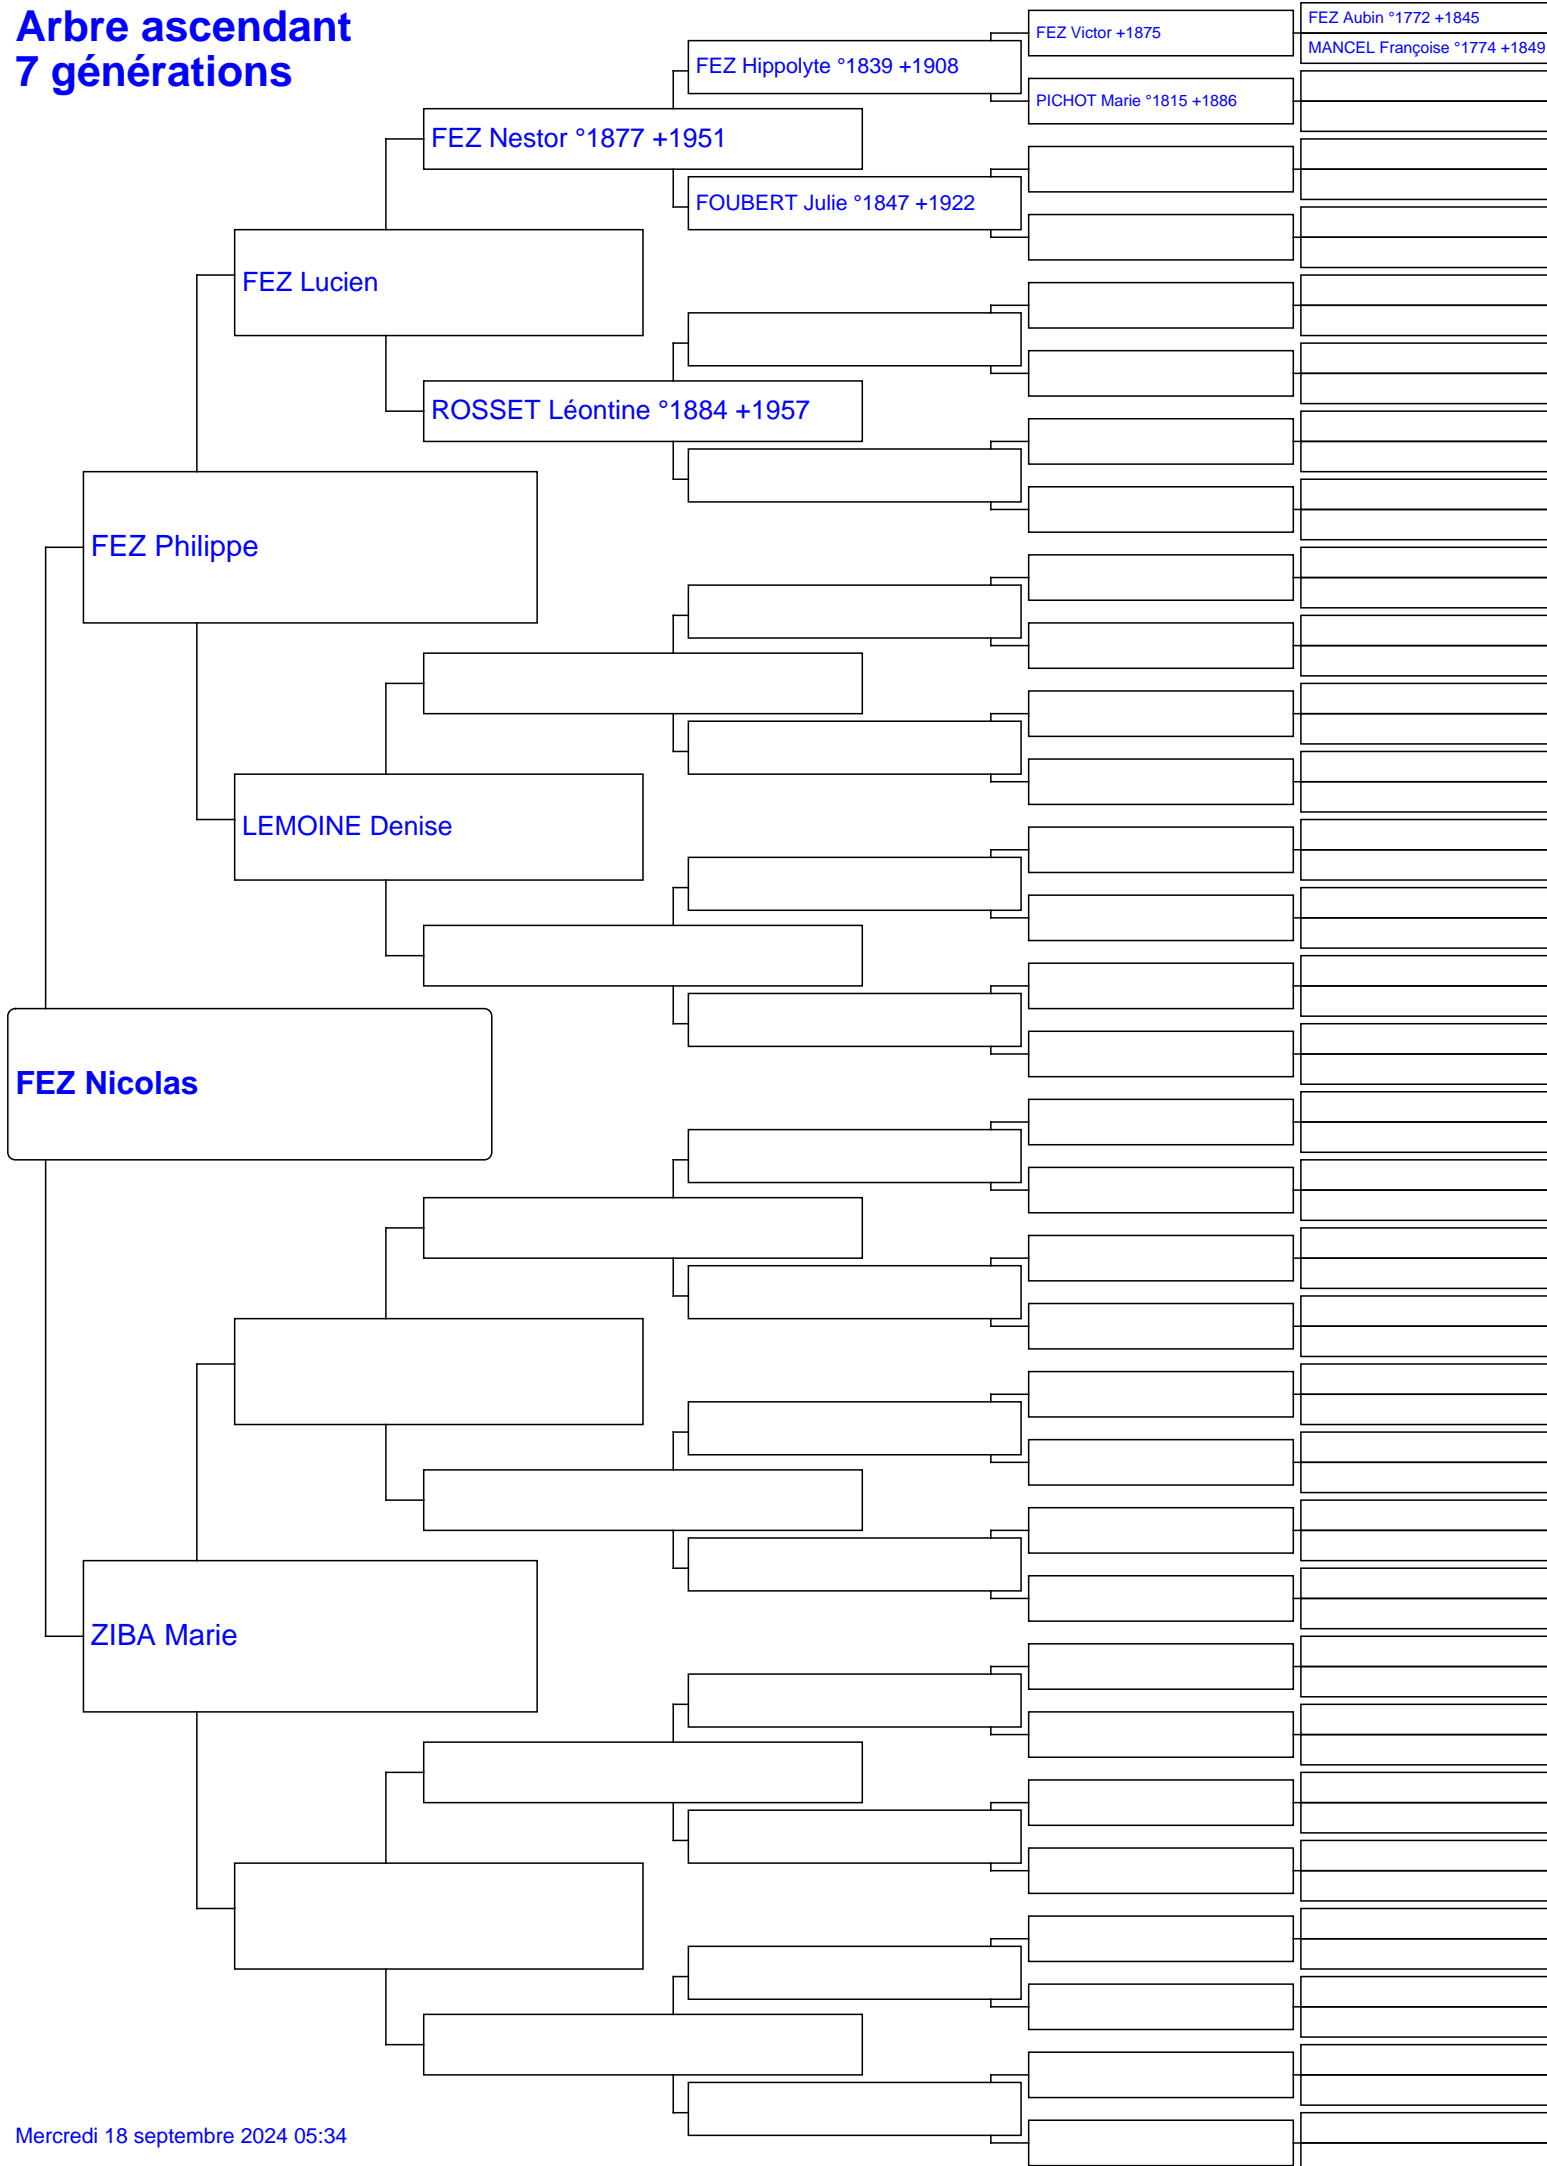 Arbre ascendant
7 générations
FEZ Aubin °1772 +1845
FEZ Victor +1875
MANCEL Françoise °1774 +1849
FEZ Hippolyte °1839 +1908
PICHOT Marie °1815 +1886
FEZ Nestor °1877 +1951
FOUBERT Julie °1847 +1922
FEZ Lucien
ROSSET Léontine °1884 +1957
FEZ Philippe
LEMOINE Denise
FEZ Nicolas
ZIBA Marie
Mercredi 18 septembre 2024 05:34